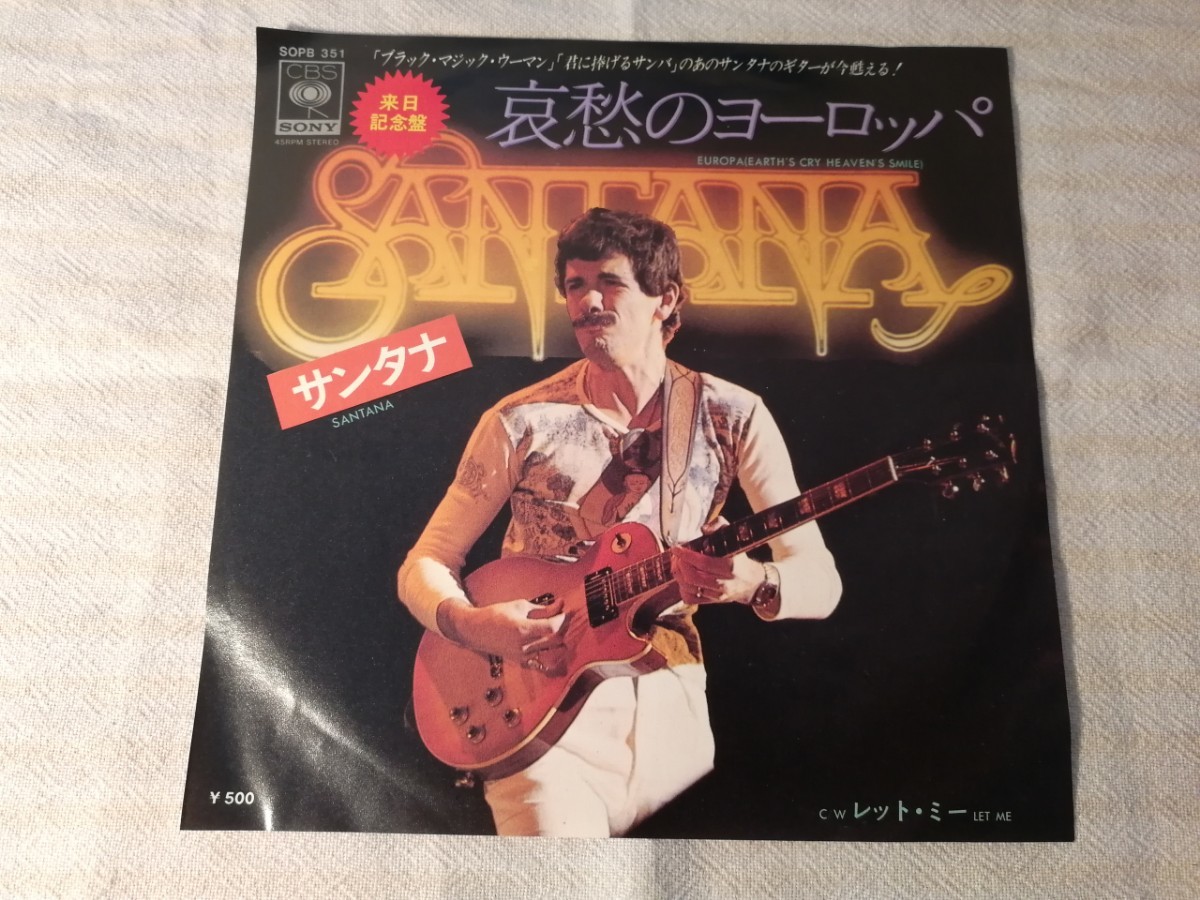 SOPB 351
「ブラック・マジック・ウーマン」「君に捧げるサンバ」のあのサンタナのギターが今甦える!
CBS
SONY
45RPM STEREO
来日
記念盤
哀愁のヨーロッパ
EUROPA(EARTH'S CRY HEAVEN'S SMILE)
SANTANA
サンタナ
SANTANA
¥ 500
C W レット・ミー LET ME